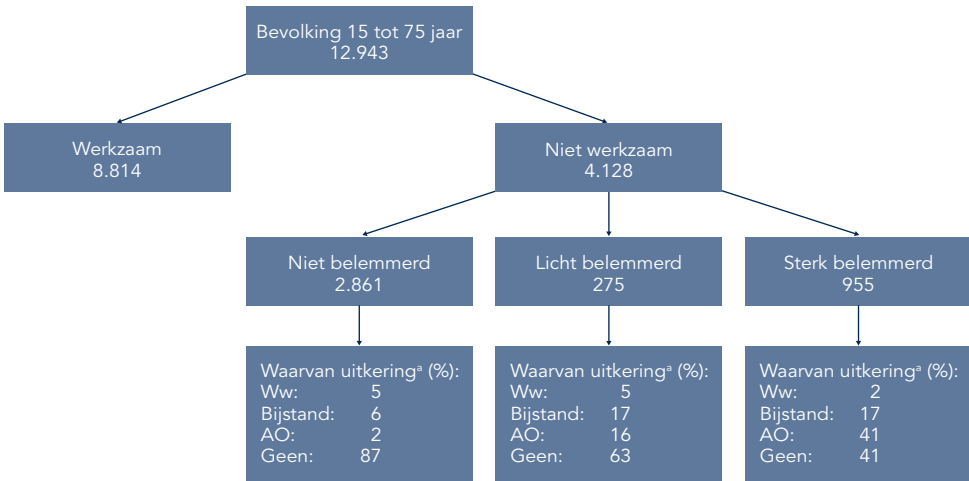 Bevolking 15 tot 75 jaar
12.943
Werkzaam
8.814
Niet werkzaam
4.128
Niet belemmerd
2.861
Licht belemmerd
275
Sterk belemmerd
955
Waarvan uitkeringᵃ (%):
Ww: 5
Bijstand: 6
AO: 2
Geen: 87
Waarvan uitkeringᵃ (%):
Ww: 5
Bijstand: 17
AO: 16
Geen: 63
Waarvan uitkeringᵃ (%):
Ww: 2
Bijstand: 17
AO: 41
Geen: 41